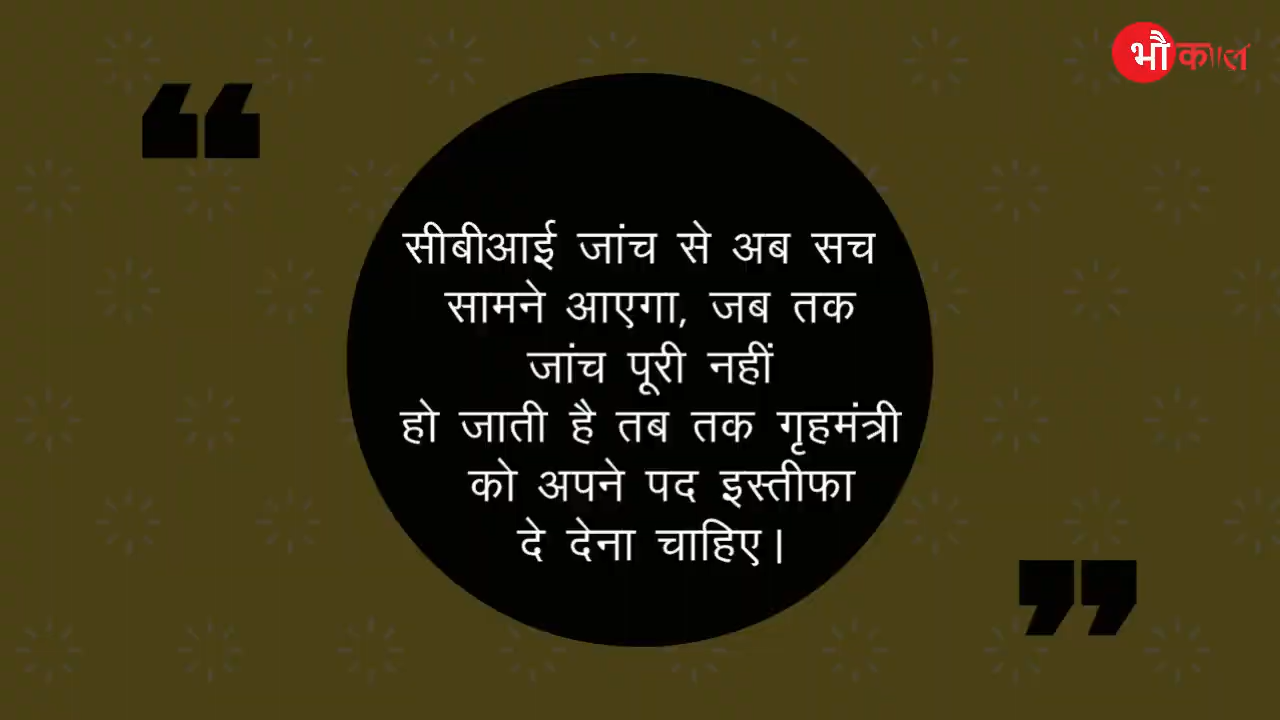 भौकाल
सीबीआई जांच से अब सच
सामने आएगा, जब तक
जांच पूरी नहीं
हो जाती है तब तक गृहमंत्री
को अपने पद इस्तीफा
दे देना चाहिए।